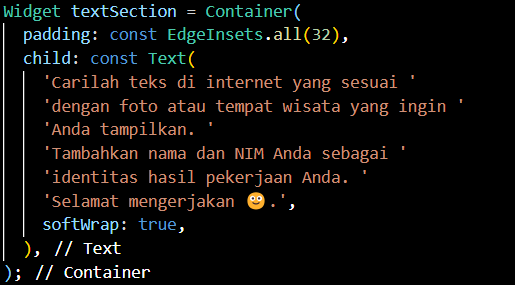 Widget textSection = Container(
  padding: const EdgeInsets.all(32),
  child: const Text(
    'Carilah teks di internet yang sesuai '
    'dengan foto atau tempat wisata yang ingin '
    'Anda tampilkan. '
    'Tambahkan nama dan NIM Anda sebagai '
    'identitas hasil pekerjaan Anda. '
    'Selamat mengerjakan 🙂.',
    softWrap: true,
  ), // Text
); // Container